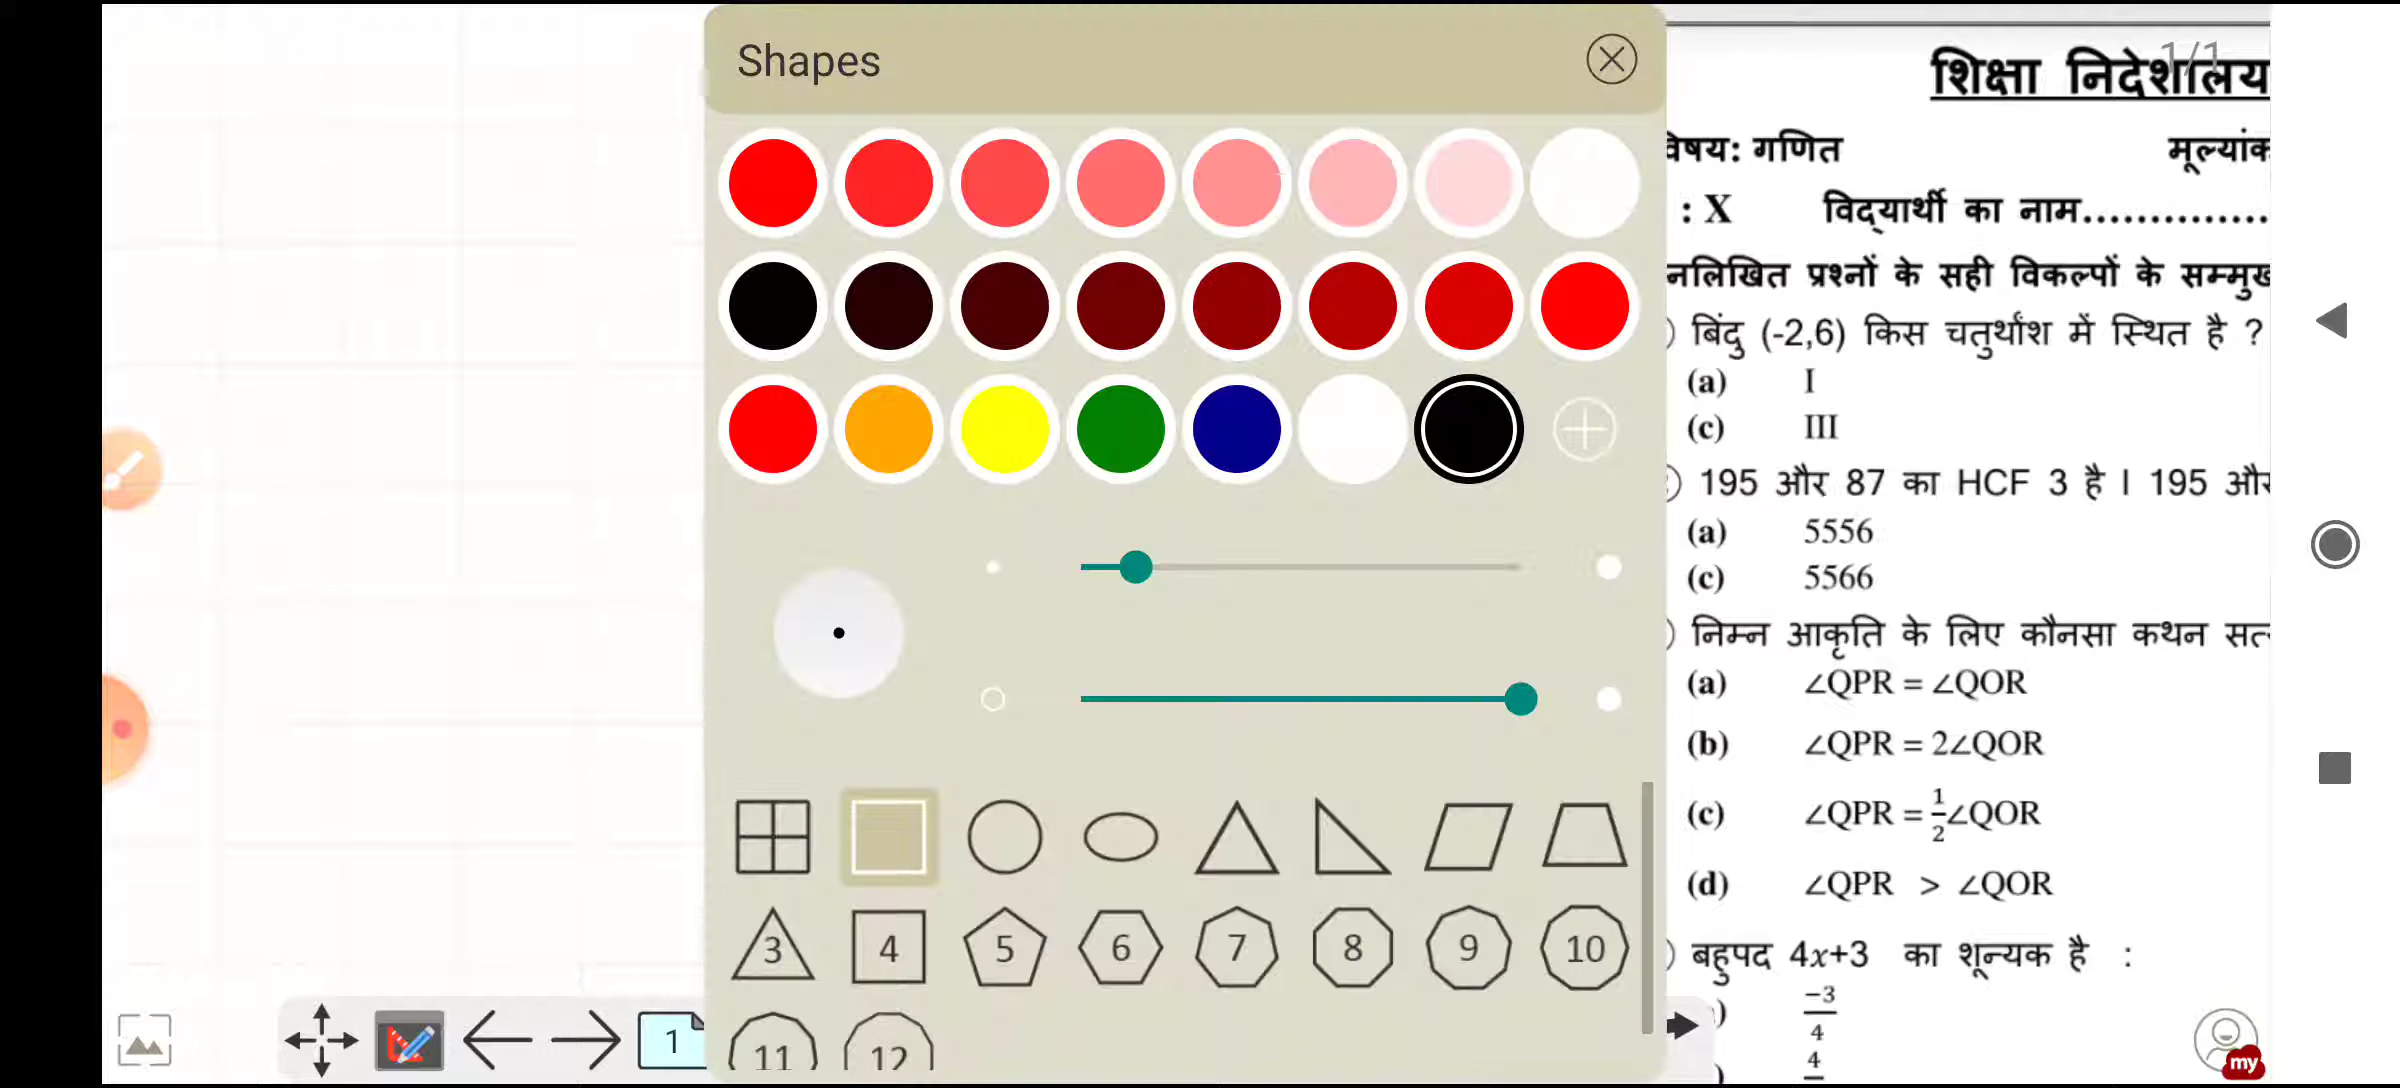 Shapes
1/1
शिक्षा निदेशालय
विषय: गणित मूल्यांक
: X विद्यार्थी का नाम..............
नलिखित प्रश्नों के सही विकल्पों के सम्मुख
) बिंदु (-2,6) किस चतुर्थांश में स्थित है ?
(a) I
(c) III
) 195 और 87 का HCF 3 है I 195 और
(a) 5556
(c) 5566
) निम्न आकृति के लिए कौनसा कथन
(a) ∠QPR = ∠QOR
(b) ∠QPR = 2∠QOR
(c) ∠QPR = 1/2 ∠QOR
(d) ∠QPR > ∠QOR
) बहुपद 4x+3 का शून्यक है :
) -3/4
) 4
3 4 5 6 7 8 9 10
11 12
1
my